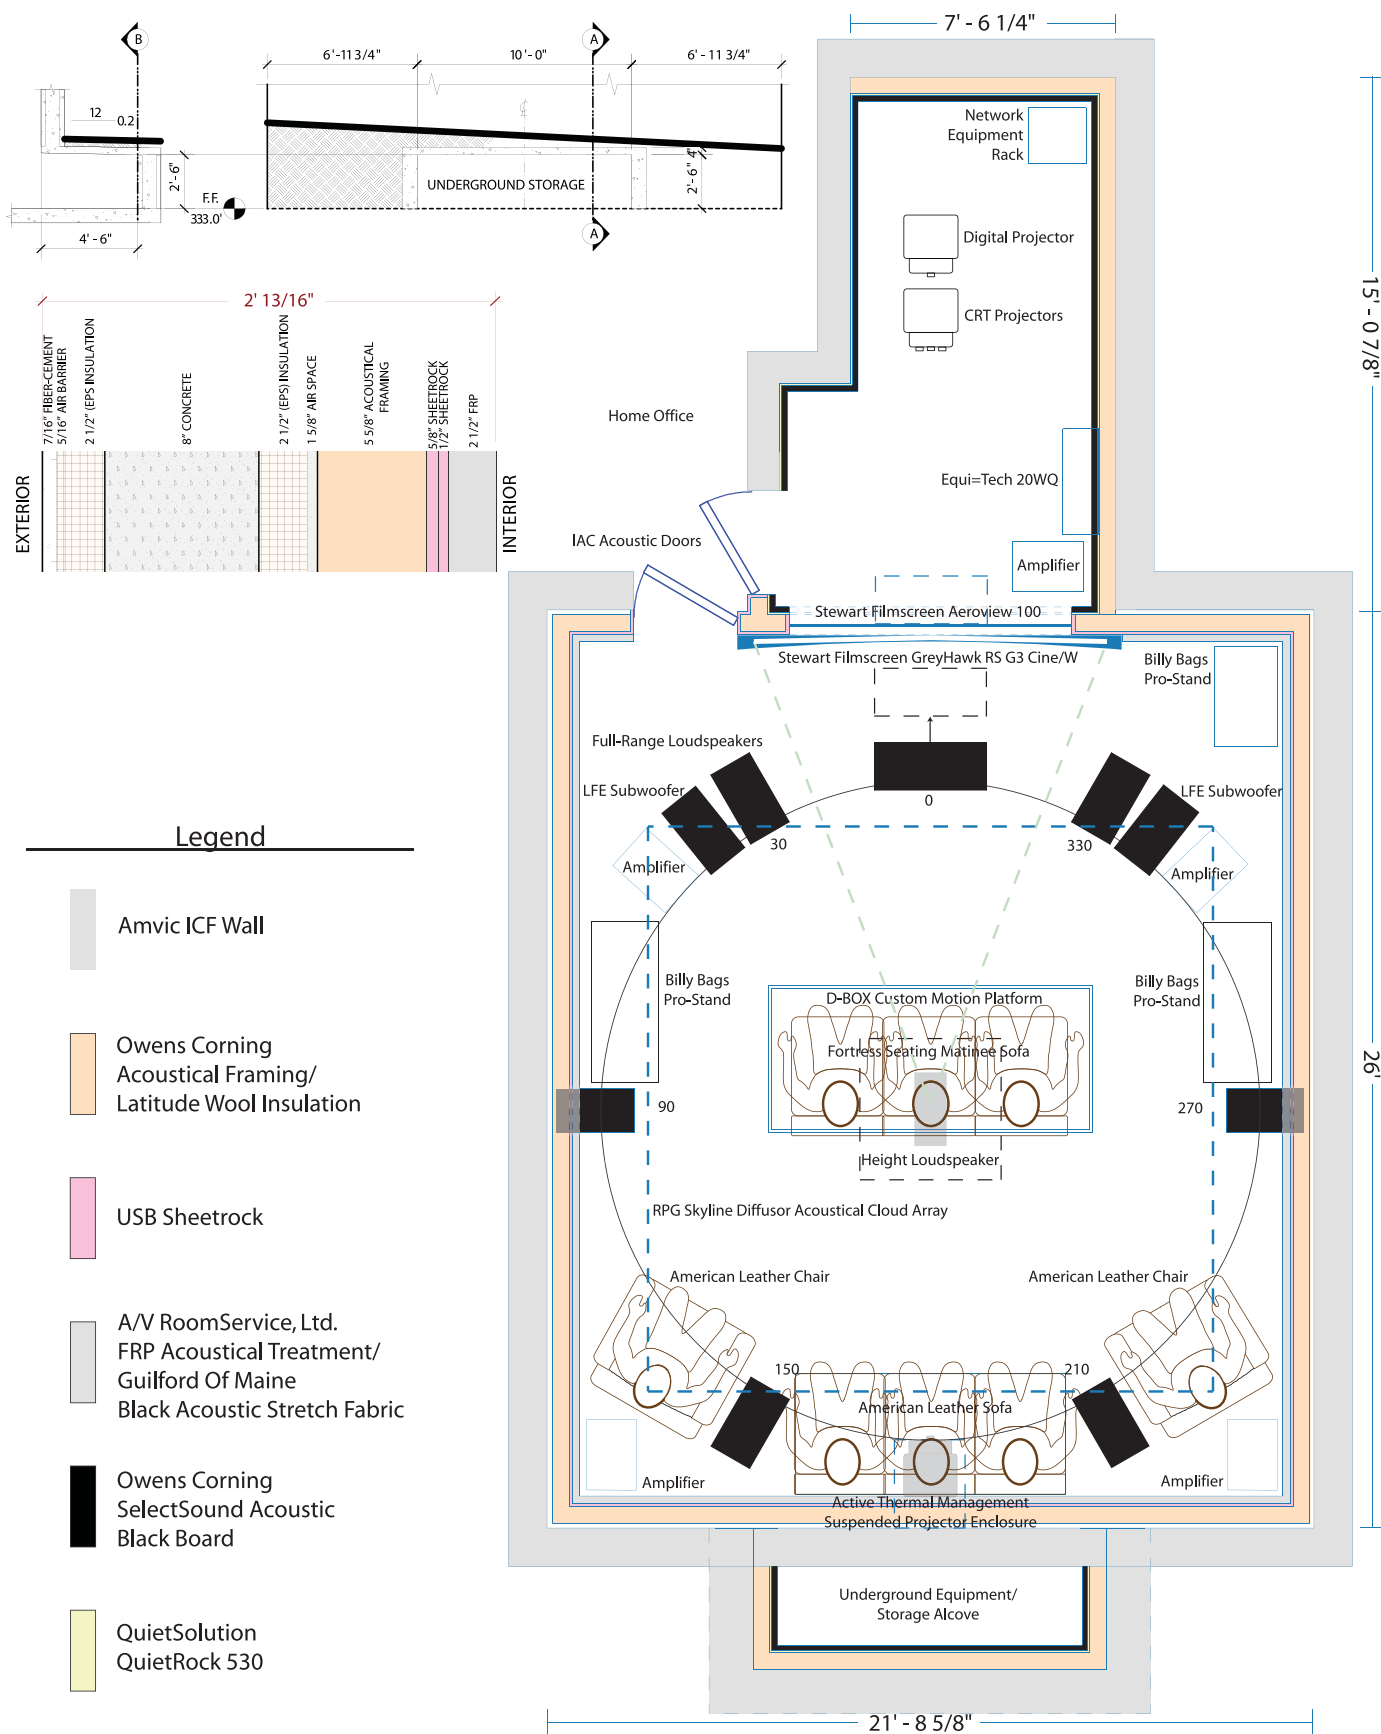 7' - 6 1/4"
B
A
6' -11 3/4"
10' - 0"
6' - 11 3/4"
12
0.2
2' - 6"
4"
2' - 6"
UNDERGROUND STORAGE
F.F.
333.0'
A
4' - 6"
2' 13/16"
7/16" FIBER-CEMENT
5/16" AIR BARRIER
2 1/2" (EPS INSULATION
8" CONCRETE
2 1/2" (EPS) INSULATION
1 5/8" AIR SPACE
5 5/8" ACOUSTICAL
FRAMING
5/8" SHEETROCK
1/2" SHEETROCK
2 1/2" FRP
EXTERIOR
INTERIOR
Network
Equipment
Rack
Digital Projector
CRT Projectors
15' - 0 7/8"
Home Office
Equi=Tech 20WQ
IAC Acoustic Doors
Amplifier
Stewart Filmscreen Aeroview 100
Stewart Filmscreen GreyHawk RS G3 Cine/W
Billy Bags
Pro-Stand
Full-Range Loudspeakers
LFE Subwoofer
LFE Subwoofer
0
30
330
Amplifier
Amplifier
Billy Bags
Pro-Stand
Billy Bags
Pro-Stand
D-BOX Custom Motion Platform
Fortress Seating Matinee Sofa
26'
90
270
Height Loudspeaker
RPG Skyline Diffusor Acoustical Cloud Array
American Leather Chair
American Leather Chair
150
210
American Leather Sofa
Amplifier
Amplifier
Active Thermal Management
Suspended Projector Enclosure
Underground Equipment/
Storage Alcove
21' - 8 5/8"
Legend
Amvic ICF Wall
Owens Corning
Acoustical Framing/
Latitude Wool Insulation
USB Sheetrock
A/V RoomService, Ltd.
FRP Acoustical Treatment/
Guilford Of Maine
Black Acoustic Stretch Fabric
Owens Corning
SelectSound Acoustic
Black Board
QuietSolution
QuietRock 530